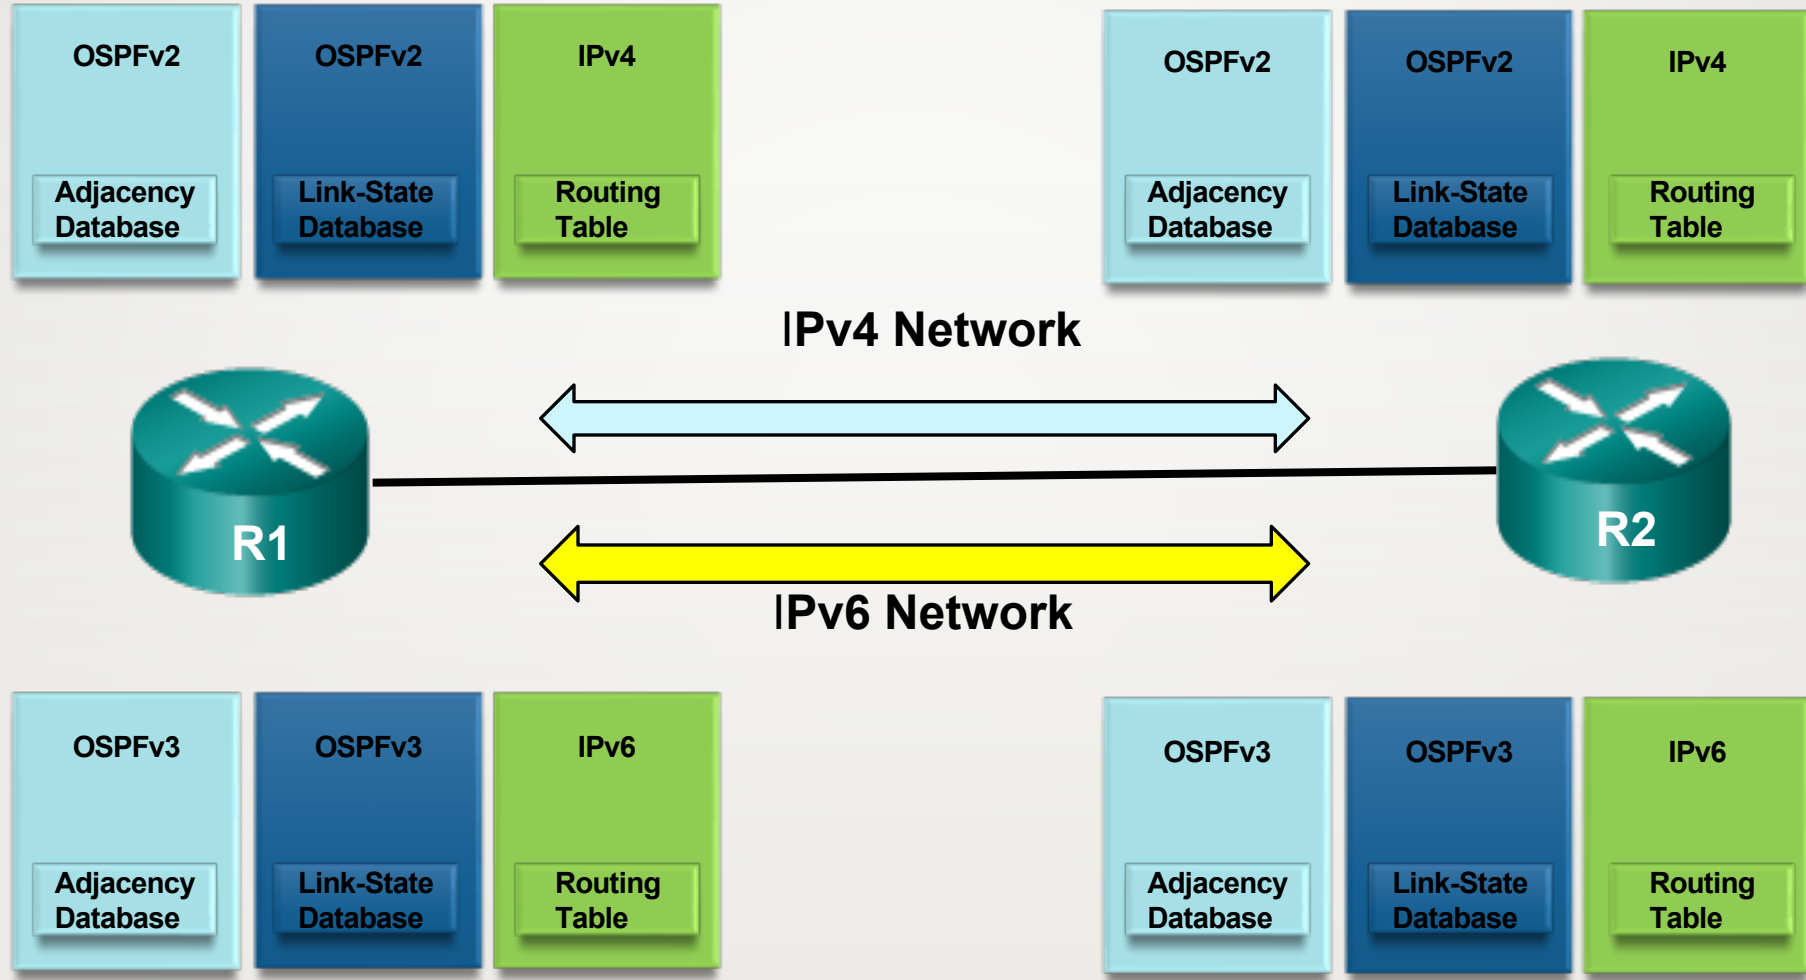 OSPFv2
OSPFv2
IPv4
Adjacency
Database
Link-State
Database
Routing
Table
OSPFv2
OSPFv2
IPv4
Adjacency
Database
Link-State
Database
Routing
Table
IPv4 Network
R1
R2
IPv6 Network
OSPFv3
OSPFv3
IPv6
Adjacency
Database
Link-State
Database
Routing
Table
OSPFv3
OSPFv3
IPv6
Adjacency
Database
Link-State
Database
Routing
Table